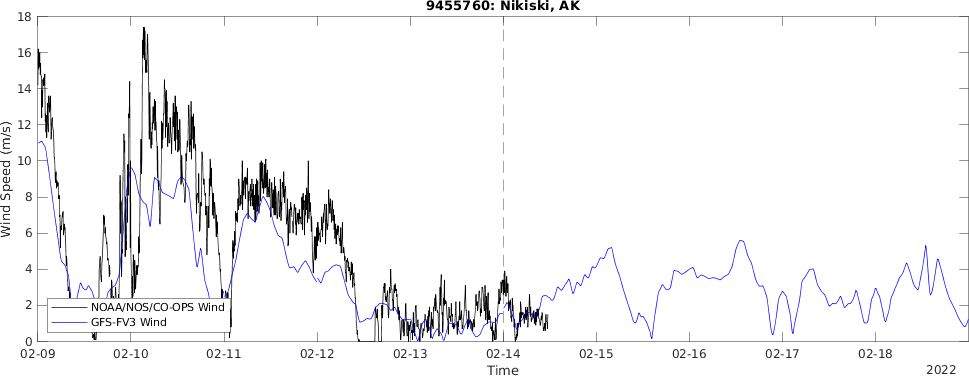 9455760: Nikiski, AK
18
16
14
12
10
8
6
4
2
0
Wind Speed (m/s)
NOAA/NOS/CO-OPS Wind
GFS-FV3 Wind
02-09 02-10 02-11 02-12 02-13 02-14 02-15 02-16 02-17 02-18
Time
2022